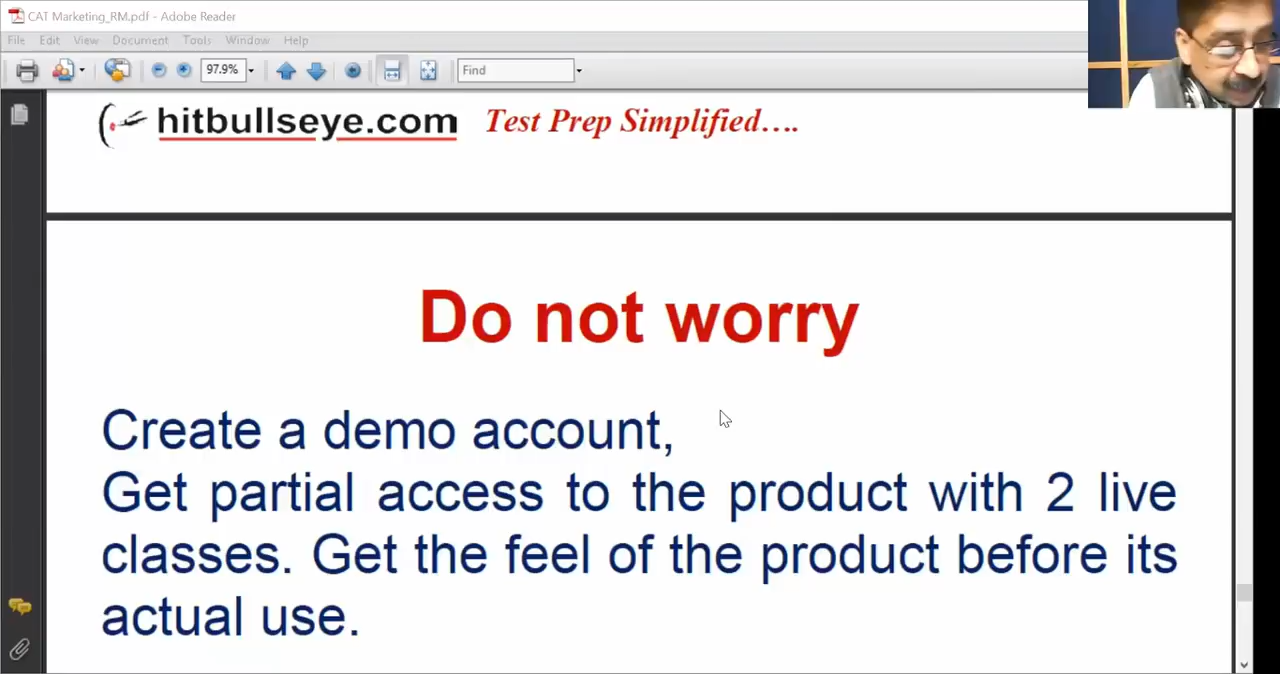 CAT Marketing_RM.pdf - Adobe Reader
File Edit View Document Tools Window Help
97.9% Find
hitbullseye.com Test Prep Simplified....
Do not worry
Create a demo account,
Get partial access to the product with 2 live
classes. Get the feel of the product before its
actual use.